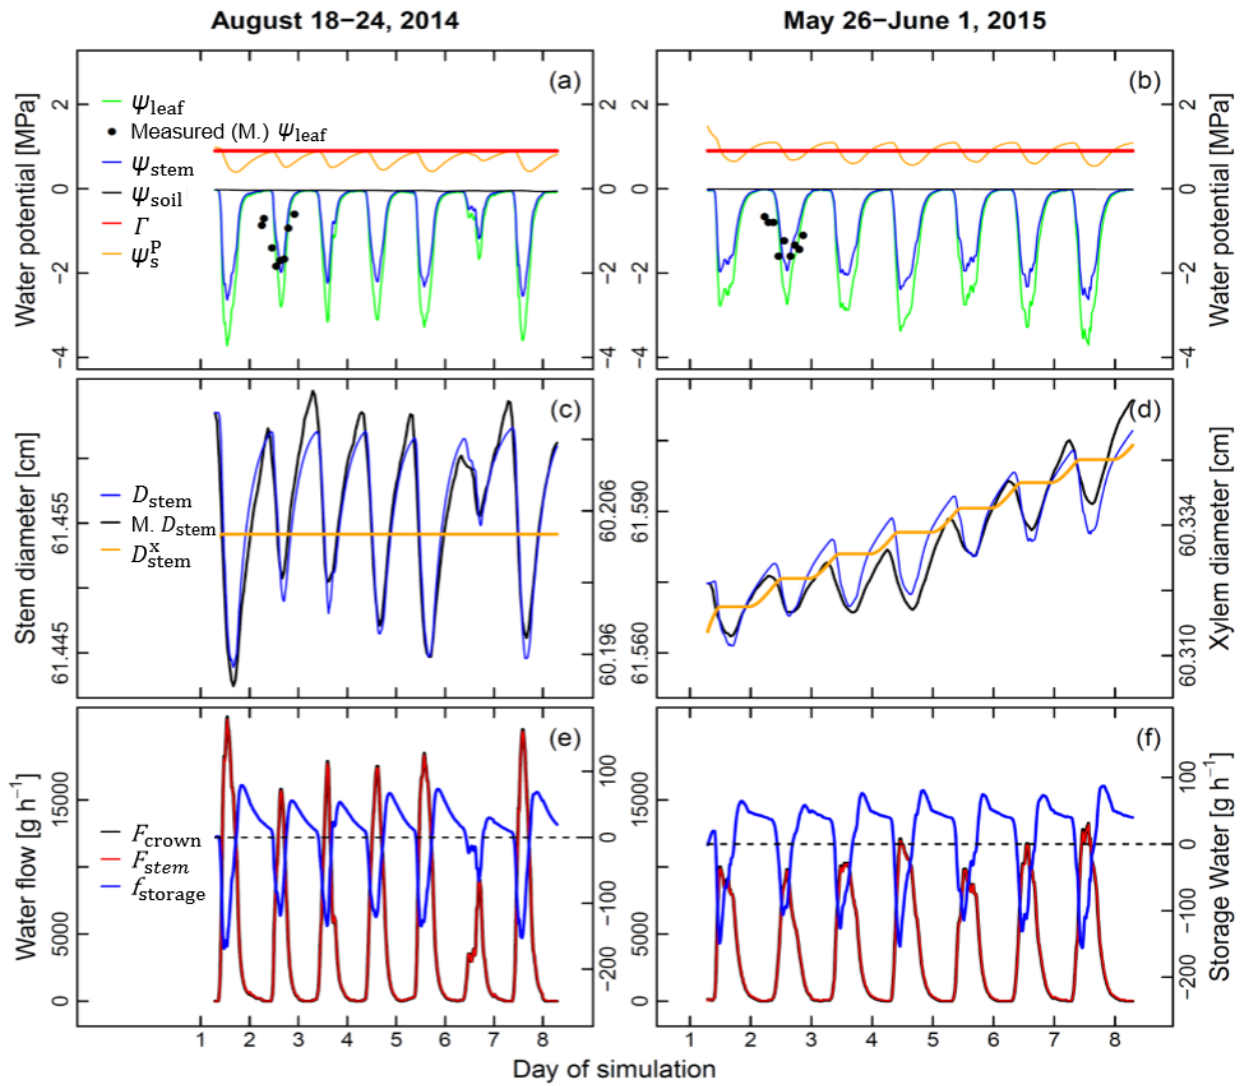 August 18−24, 2014
May 26−June 1, 2015
(a)
(b)
Water potential [MPa]
2
0
−2
−4
ψleaf
Measured (M.) ψleaf
ψstem
ψsoil
Γ
ψsP
2
0
−2
−4
2
0
−2
−4
Water potential [MPa]
(c)
(d)
Stem diameter [cm]
61.455
61.445
Dstem
M. Dstem
Dxstem
60.206
60.196
61.590
61.560
60.334
60.310
Xylem diameter [cm]
(e)
(f)
Water flow [g h−1]
15000
5000
0
Fcrown
Fstem
fstorage
100
0
−100
−200
15000
5000
0
100
0
−100
−200
Storage Water [g h−1]
1 2 3 4 5 6 7 8
1 2 3 4 5 6 7 8
Day of simulation